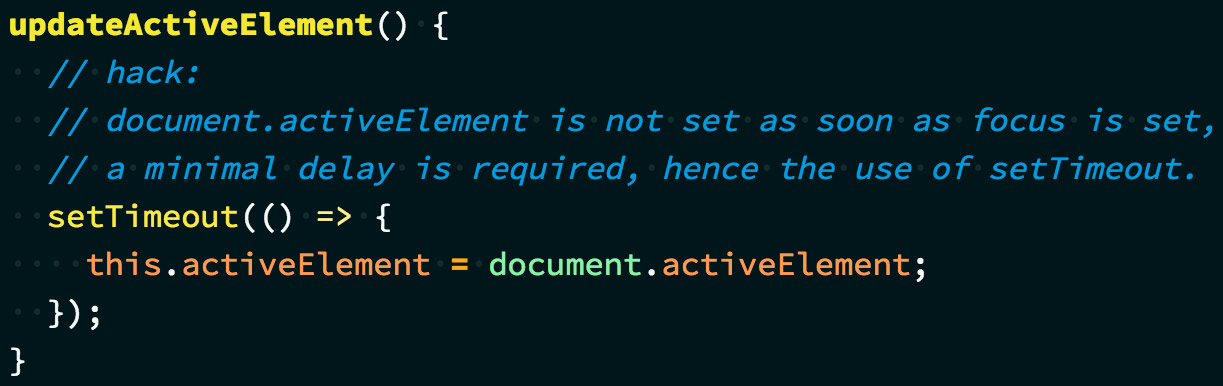 updateActiveElement() {
  // hack:
  // document.activeElement is not set as soon as focus is set,
  // a minimal delay is required, hence the use of setTimeout.
  setTimeout(() => {
    this.activeElement = document.activeElement;
  });
}